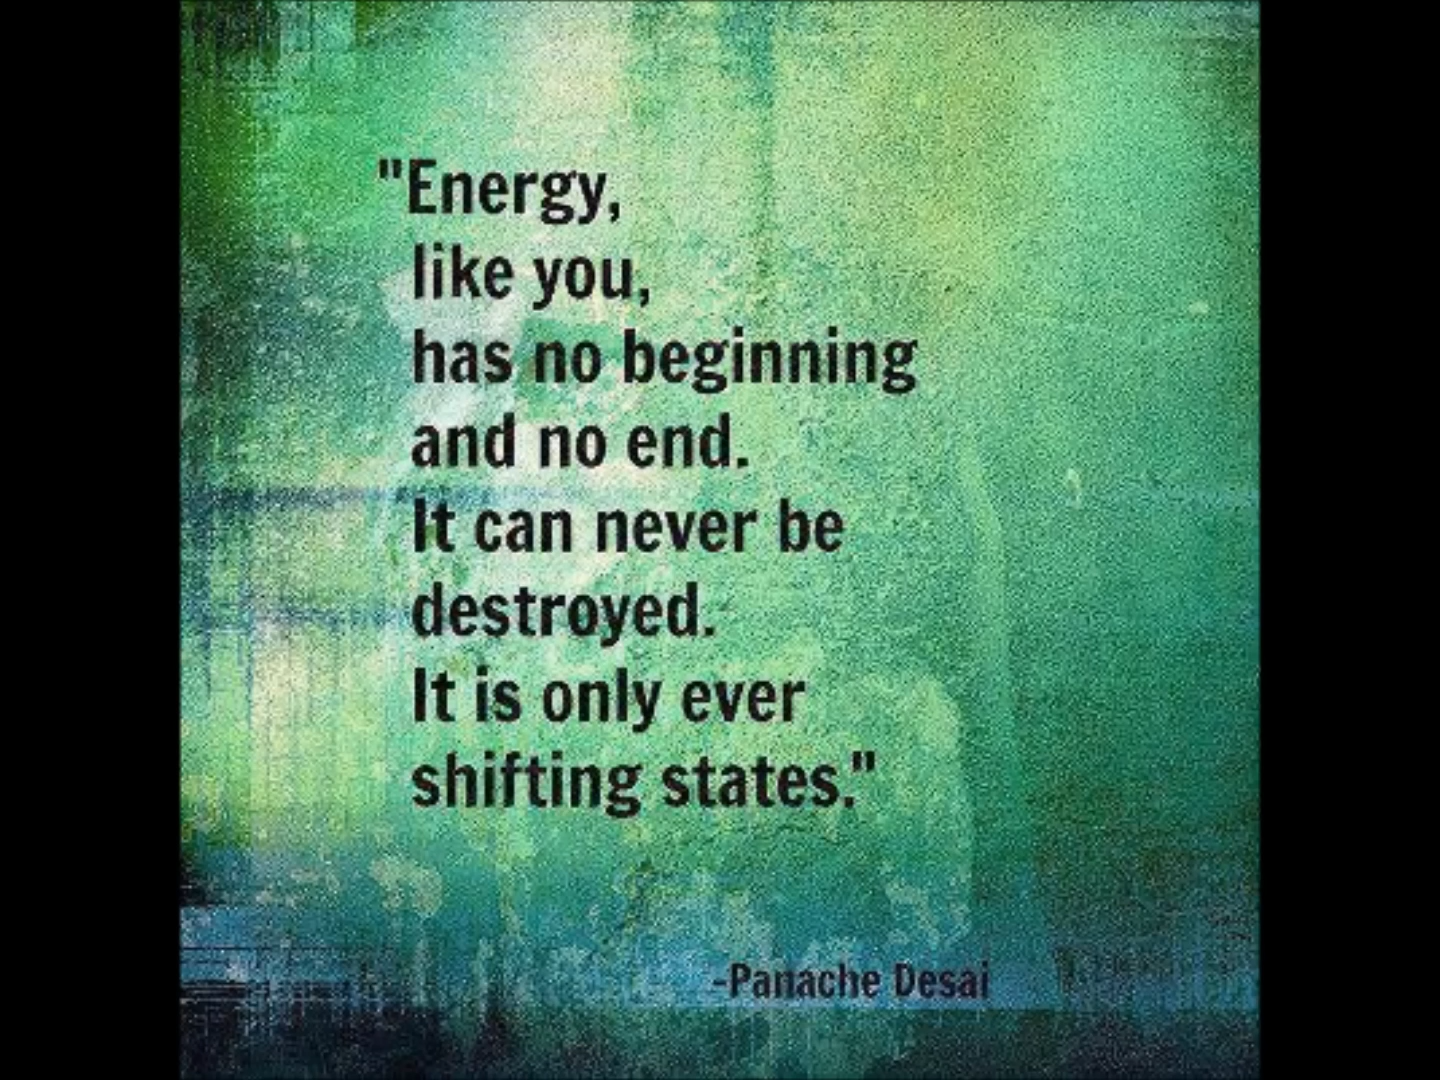 "Energy,
like you,
has no beginning
and no end.
It can never be
destroyed.
It is only ever
shifting states."
-Panache Desai